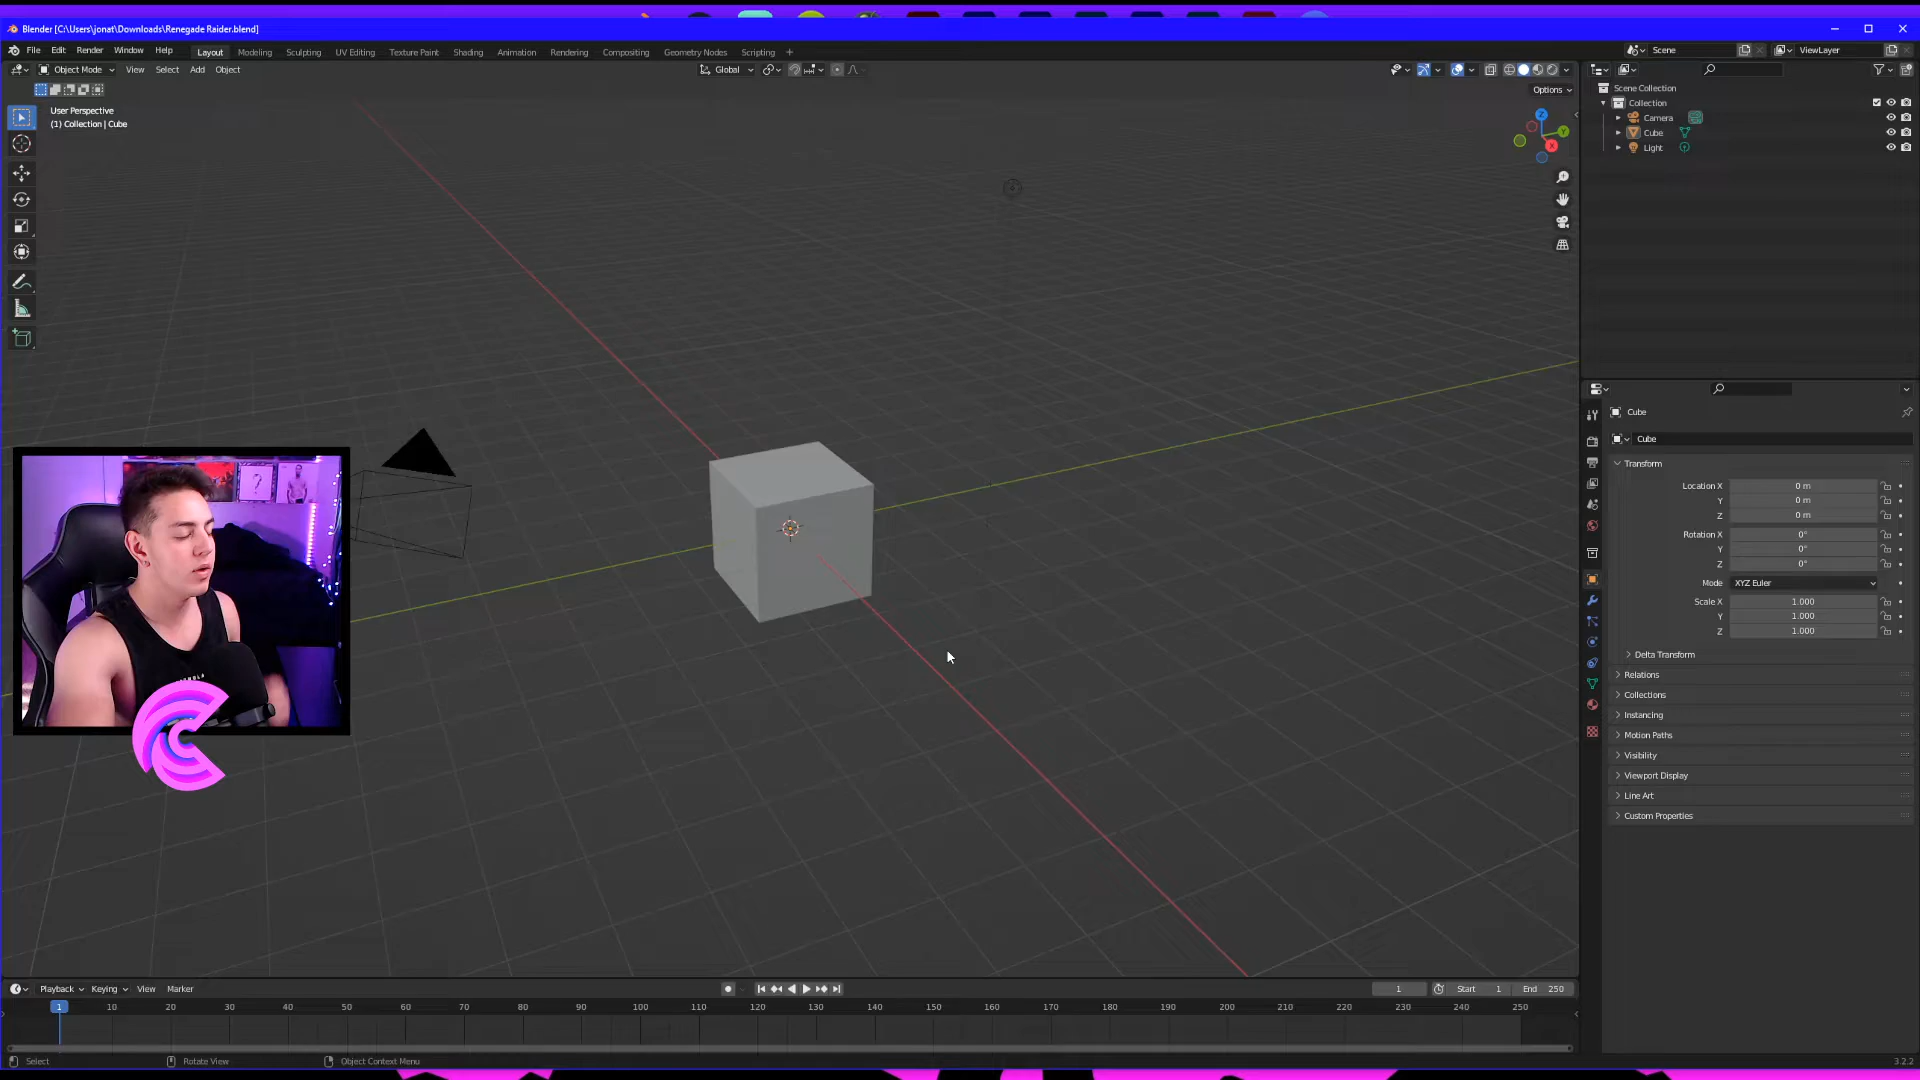 Blender [C:\Users\jonat\Downloads\Renegade Raider.blend]
File Edit Render Window Help Layout Modeling Sculpting UV Editing Texture Paint Shading Animation Rendering Compositing Geometry Nodes Scripting + Scene ViewLayer
Object Mode View Select Add Object Global
Options
User Perspective
(1) Collection | Cube
Scene Collection
Collection
Camera
Cube
Light
Z
Y
X
Cube
Cube
Transform
Location X 0 m
Y 0 m
Z 0 m
Rotation X 0°
Y 0°
Z 0°
Mode XYZ Euler
Scale X 1.000
Y 1.000
Z 1.000
Delta Transform
Relations
Collections
Instancing
Motion Paths
Visibility
Viewport Display
Line Art
Custom Properties
Playback Keying View Marker 1 Start 1 End 250
1 10 20 30 40 50 60 70 80 90 100 110 120 130 140 150 160 170 180 190 200 210 220 230 240 250
Select Rotate View Object Context Menu 3.2.2